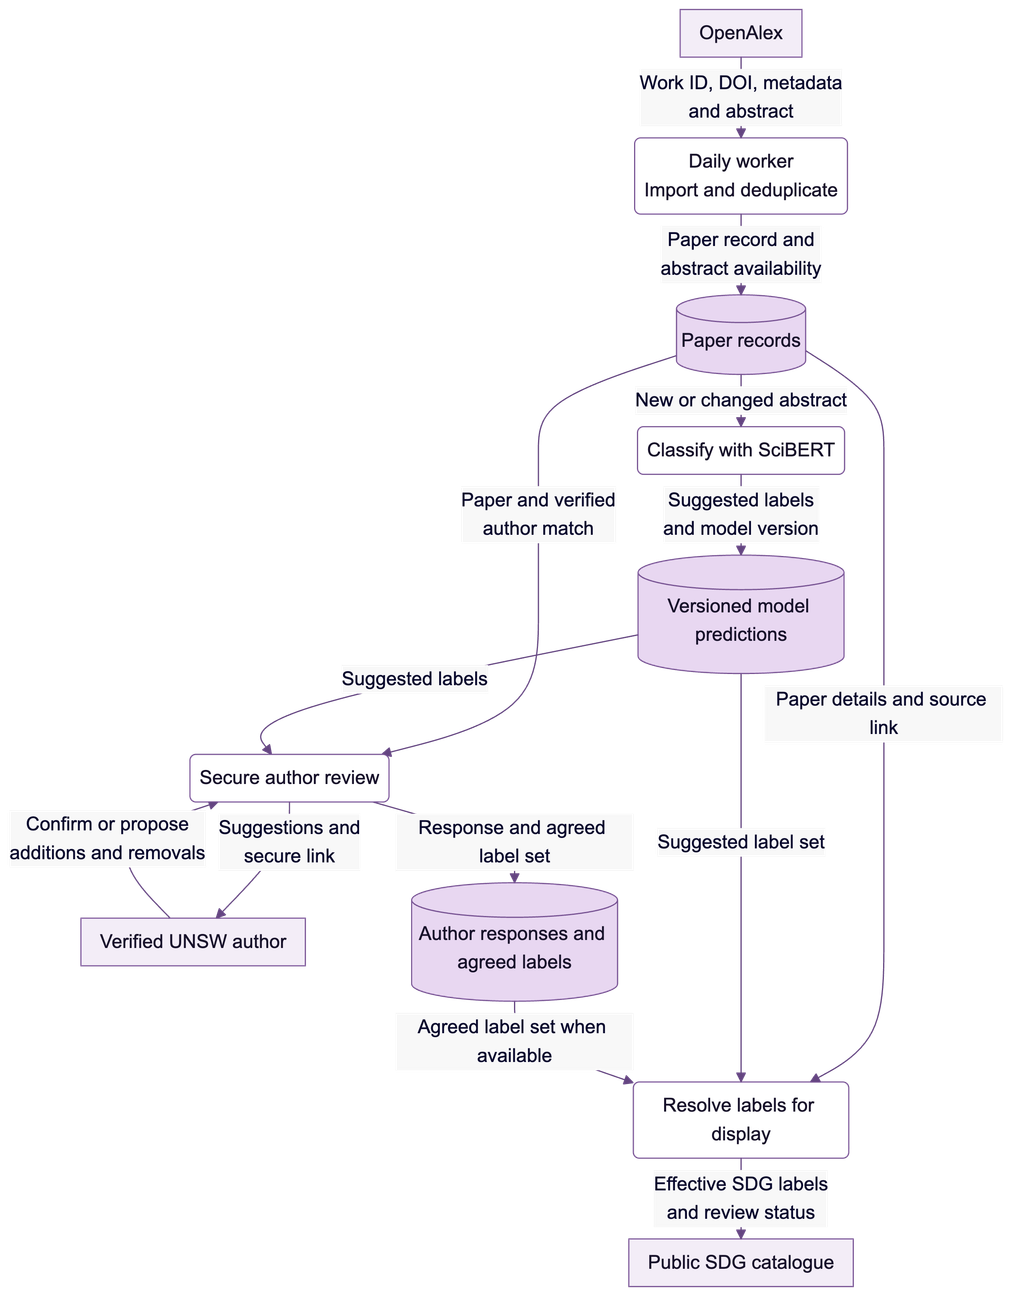 OpenAlex
Work ID, DOI, metadata
and abstract
Daily worker
Import and deduplicate
Paper record and
abstract availability
Paper records
New or changed abstract
Classify with SciBERT
Paper and verified
author match
Suggested labels
and model version
Versioned model
predictions
Suggested labels
Paper details and source
link
Secure author review
Confirm or propose
additions and removals
Suggestions and
secure link
Response and agreed
label set
Suggested label set
Verified UNSW author
Author responses and
agreed labels
Agreed label set when
available
Resolve labels for
display
Effective SDG labels
and review status
Public SDG catalogue